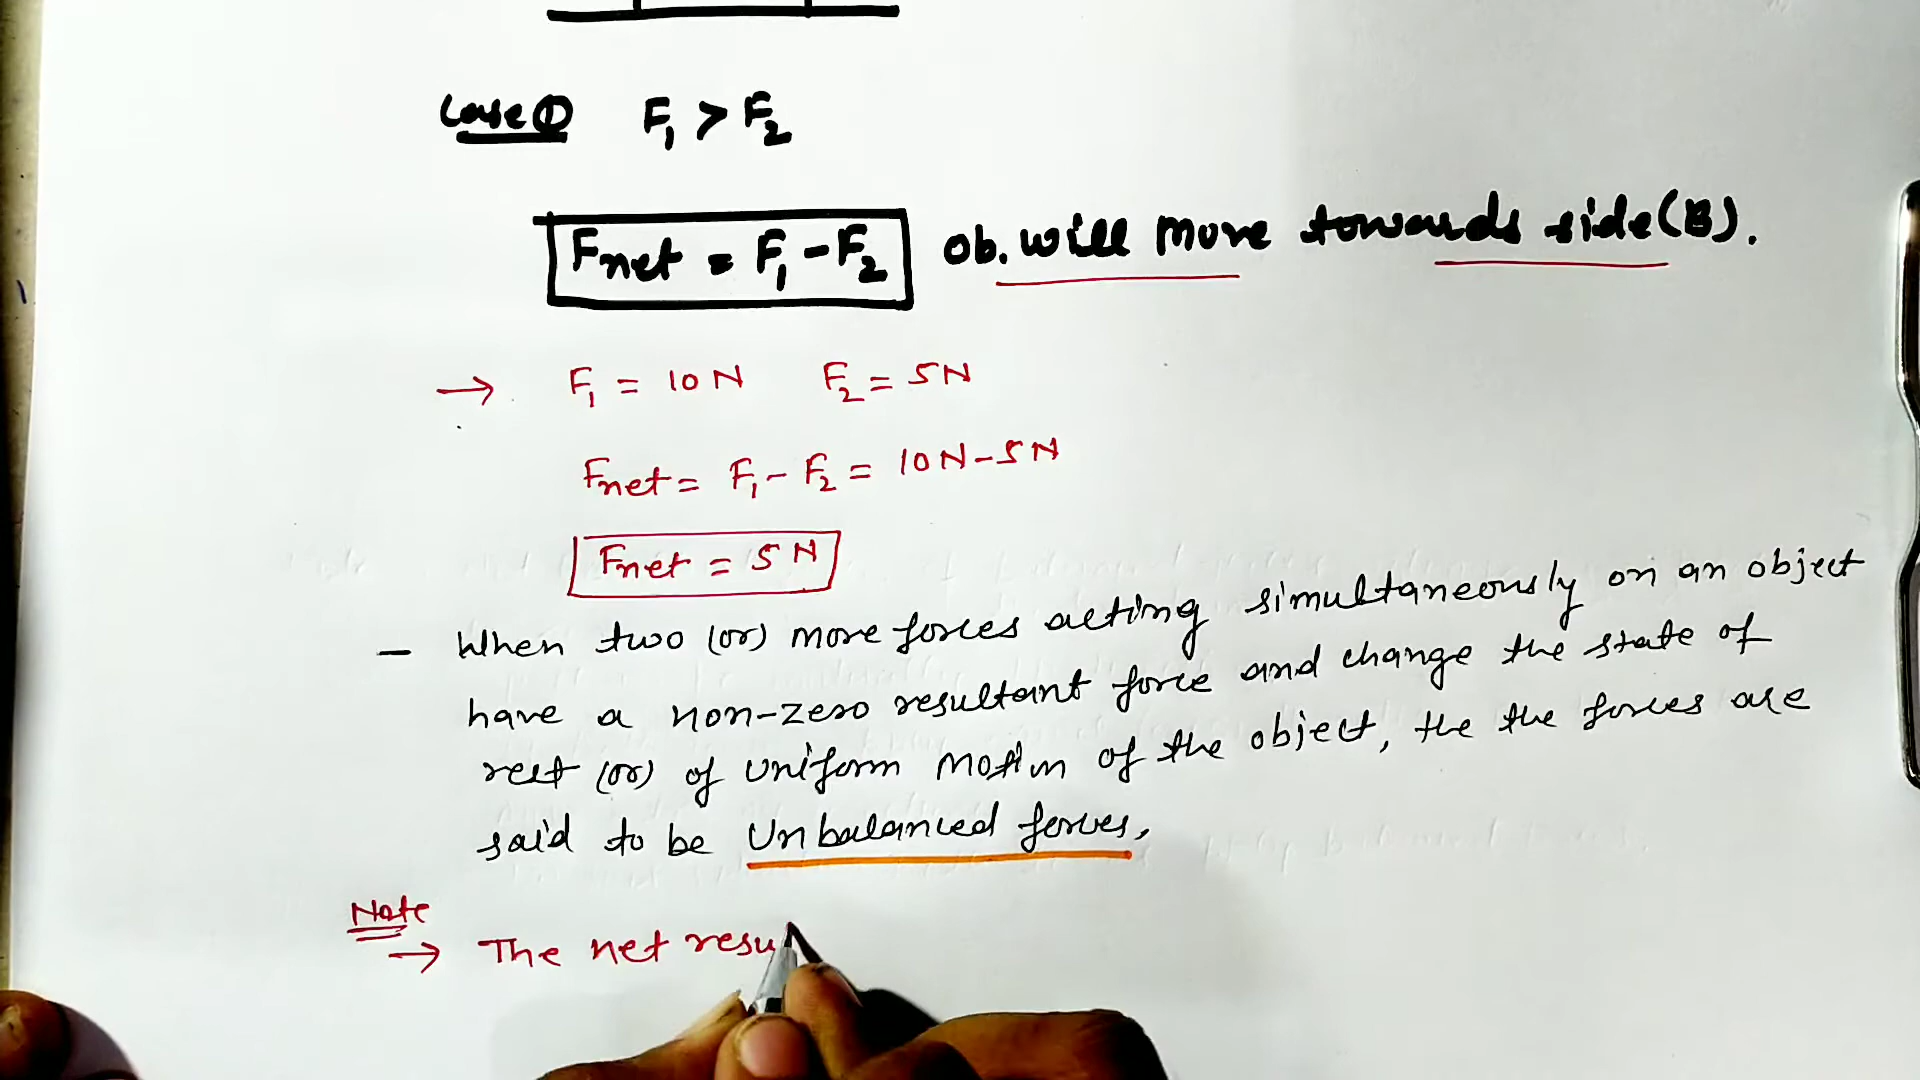 Case ① F₁ > F₂
Fnet = F₁ - F₂ ob. will move towards side (B).
→ F₁ = 10 N F₂ = 5N
Fnet = F₁ - F₂ = 10N - 5N
Fnet = 5 N
- When two (or) more forces acting simultaneously on an object
have a non-zero resultant force and change the state of
rest (or) of uniform motion of the object, the the forces are
said to be Unbalanced forces.
Note
→ The net resu